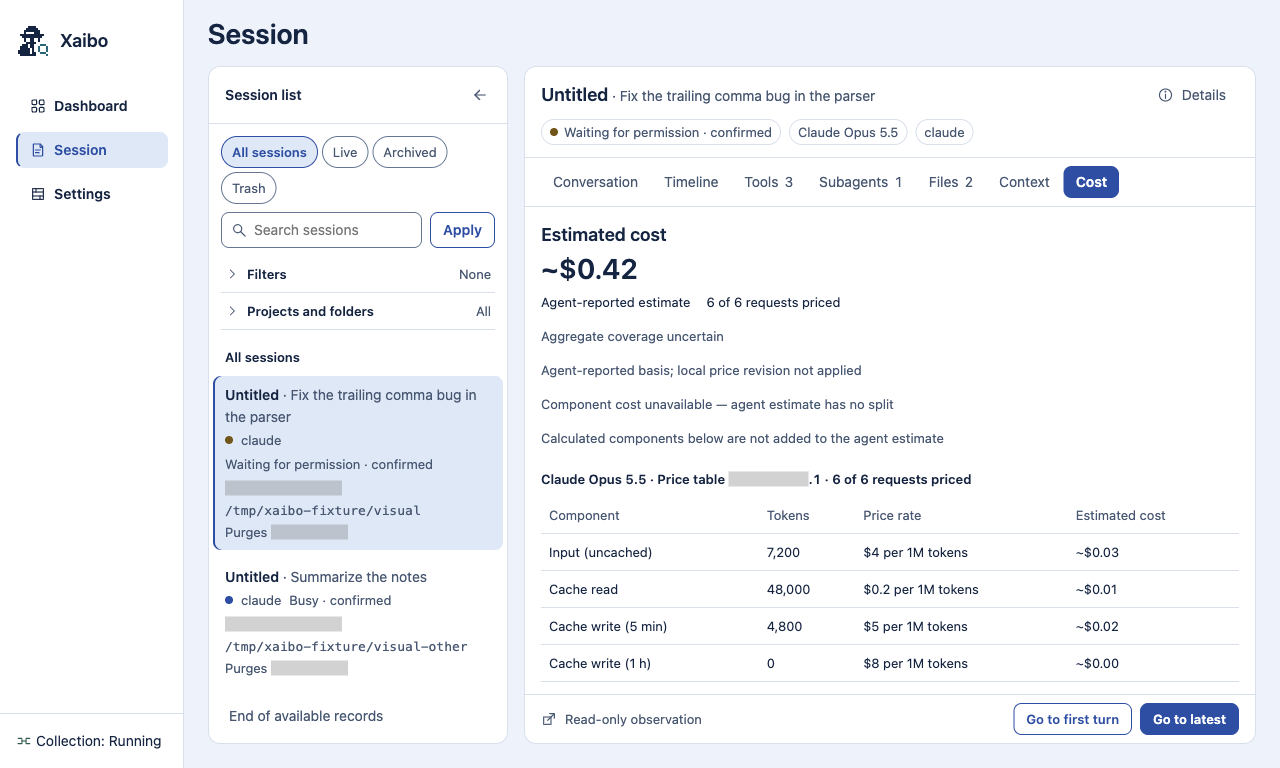 Xaibo
Dashboard
Session
Settings
Collection: Running
Session
Session list
All sessions
Live
Archived
Trash
Search sessions
Apply
Filters
None
Projects and folders
All
All sessions
Untitled · Fix the trailing comma bug in
the parser
claude
Waiting for permission · confirmed
/tmp/xaibo-fixture/visual
Purges
Untitled · Summarize the notes
claude Busy · confirmed
/tmp/xaibo-fixture/visual-other
Purges
End of available records
Untitled · Fix the trailing comma bug in the parser
Details
Waiting for permission · confirmed
Claude Opus 5.5
claude
Conversation Timeline Tools 3 Subagents 1 Files 2 Context Cost
Estimated cost
~$0.42
Agent-reported estimate 6 of 6 requests priced
Aggregate coverage uncertain
Agent-reported basis; local price revision not applied
Component cost unavailable — agent estimate has no split
Calculated components below are not added to the agent estimate
Claude Opus 5.5 · Price table .1 · 6 of 6 requests priced
Component Tokens Price rate Estimated cost
Input (uncached) 7,200 $4 per 1M tokens ~$0.03
Cache read 48,000 $0.2 per 1M tokens ~$0.01
Cache write (5 min) 4,800 $5 per 1M tokens ~$0.02
Cache write (1 h) 0 $8 per 1M tokens ~$0.00
Read-only observation
Go to first turn
Go to latest